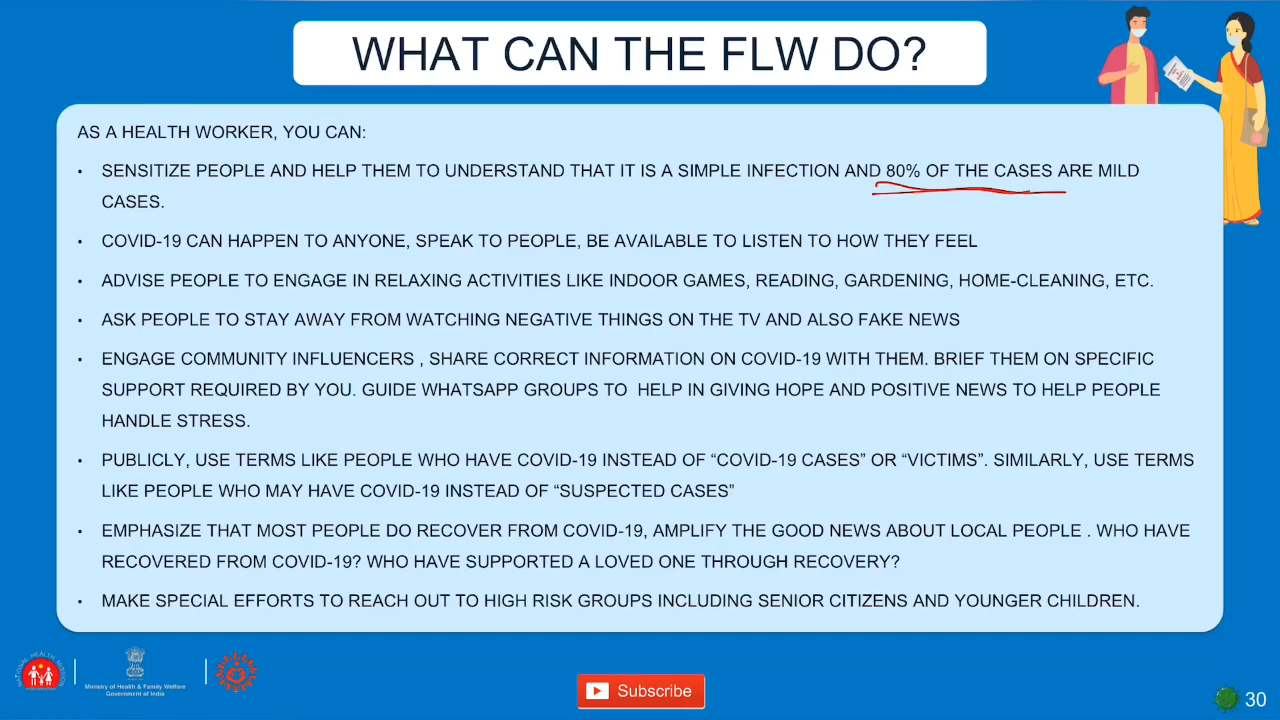 WHAT CAN THE FLW DO?
AS A HEALTH WORKER, YOU CAN:
• SENSITIZE PEOPLE AND HELP THEM TO UNDERSTAND THAT IT IS A SIMPLE INFECTION AND 80% OF THE CASES ARE MILD
CASES.
• COVID-19 CAN HAPPEN TO ANYONE, SPEAK TO PEOPLE, BE AVAILABLE TO LISTEN TO HOW THEY FEEL
• ADVISE PEOPLE TO ENGAGE IN RELAXING ACTIVITIES LIKE INDOOR GAMES, READING, GARDENING, HOME-CLEANING, ETC.
• ASK PEOPLE TO STAY AWAY FROM WATCHING NEGATIVE THINGS ON THE TV AND ALSO FAKE NEWS
• ENGAGE COMMUNITY INFLUENCERS , SHARE CORRECT INFORMATION ON COVID-19 WITH THEM. BRIEF THEM ON SPECIFIC
SUPPORT REQUIRED BY YOU. GUIDE WHATSAPP GROUPS TO HELP IN GIVING HOPE AND POSITIVE NEWS TO HELP PEOPLE
HANDLE STRESS.
• PUBLICLY, USE TERMS LIKE PEOPLE WHO HAVE COVID-19 INSTEAD OF “COVID-19 CASES” OR “VICTIMS”. SIMILARLY, USE TERMS
LIKE PEOPLE WHO MAY HAVE COVID-19 INSTEAD OF “SUSPECTED CASES”
• EMPHASIZE THAT MOST PEOPLE DO RECOVER FROM COVID-19, AMPLIFY THE GOOD NEWS ABOUT LOCAL PEOPLE . WHO HAVE
RECOVERED FROM COVID-19? WHO HAVE SUPPORTED A LOVED ONE THROUGH RECOVERY?
• MAKE SPECIAL EFFORTS TO REACH OUT TO HIGH RISK GROUPS INCLUDING SENIOR CITIZENS AND YOUNGER CHILDREN.
NATIONAL HEALTH MISSION
Ministry of Health & Family Welfare
Government of India
Subscribe
30